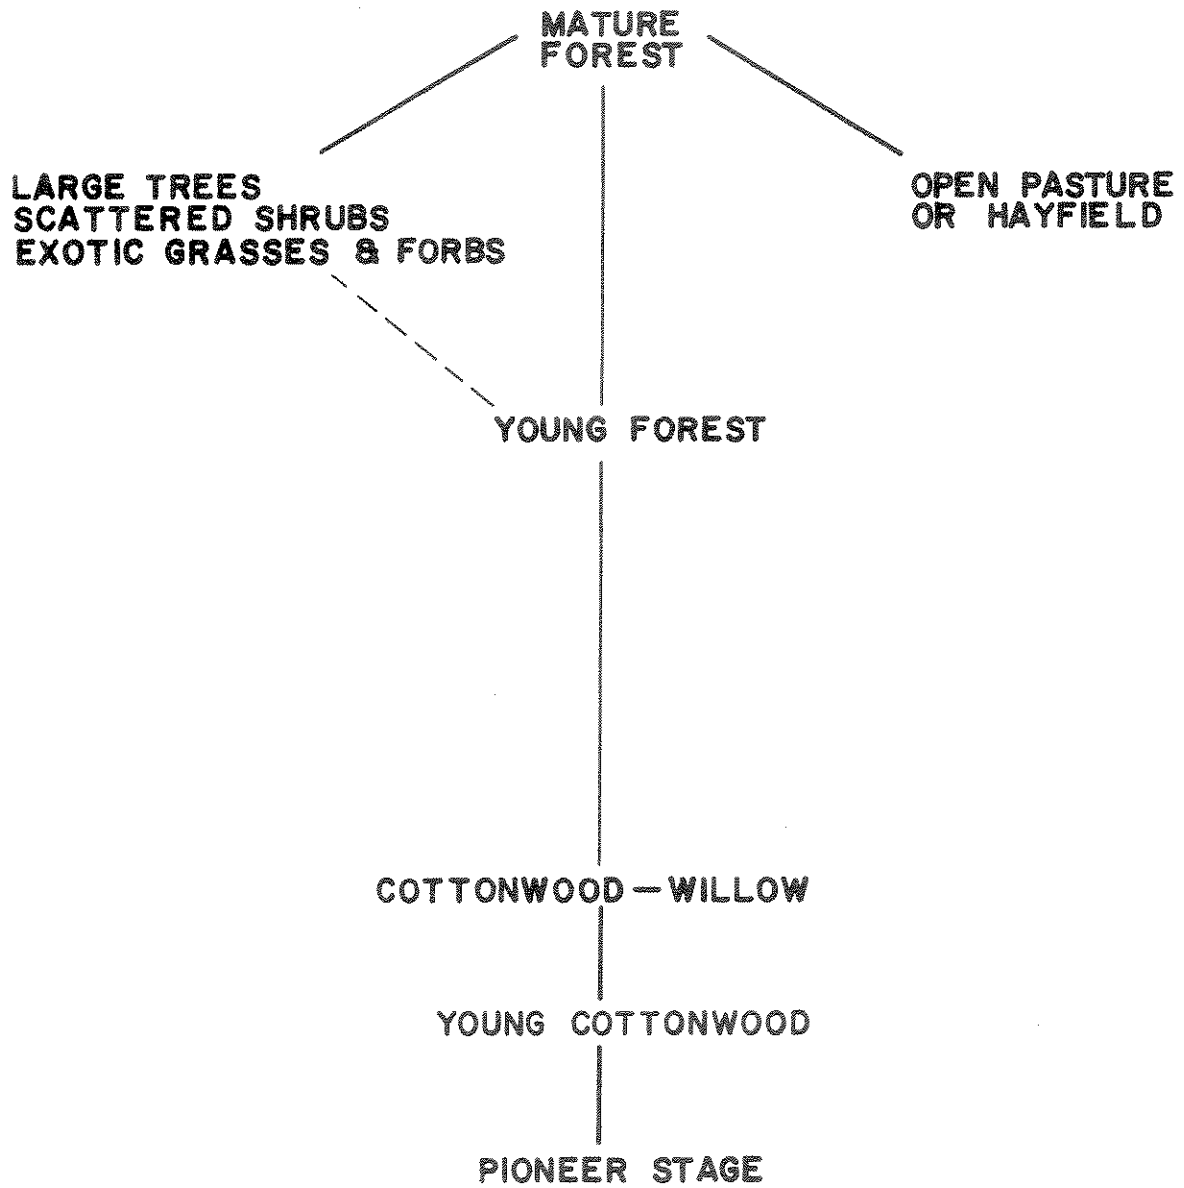 MATURE
FOREST
LARGE TREES
SCATTERED SHRUBS
EXOTIC GRASSES & FORBS
OPEN PASTURE
OR HAYFIELD
YOUNG FOREST
COTTONWOOD — WILLOW
YOUNG COTTONWOOD
PIONEER STAGE